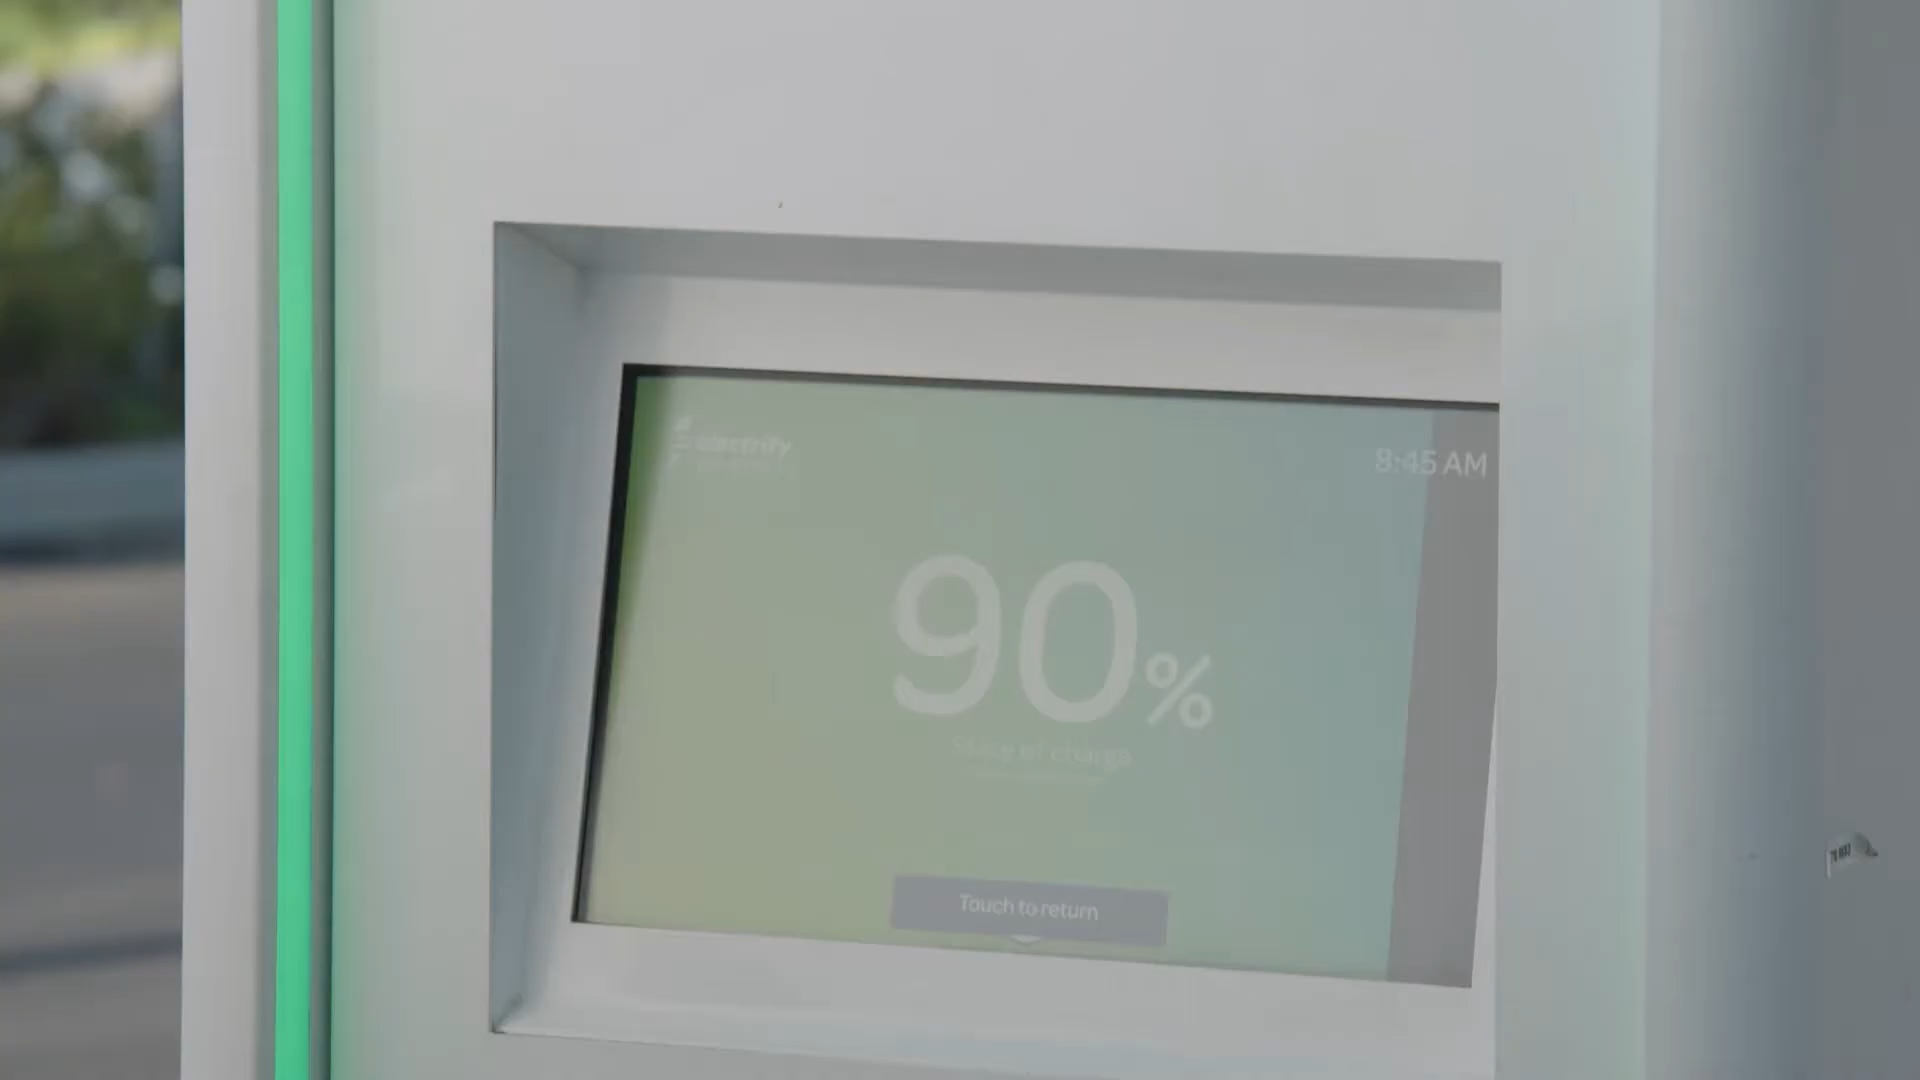 electrify
8:45 AM
90%
State of charge
Touch to return